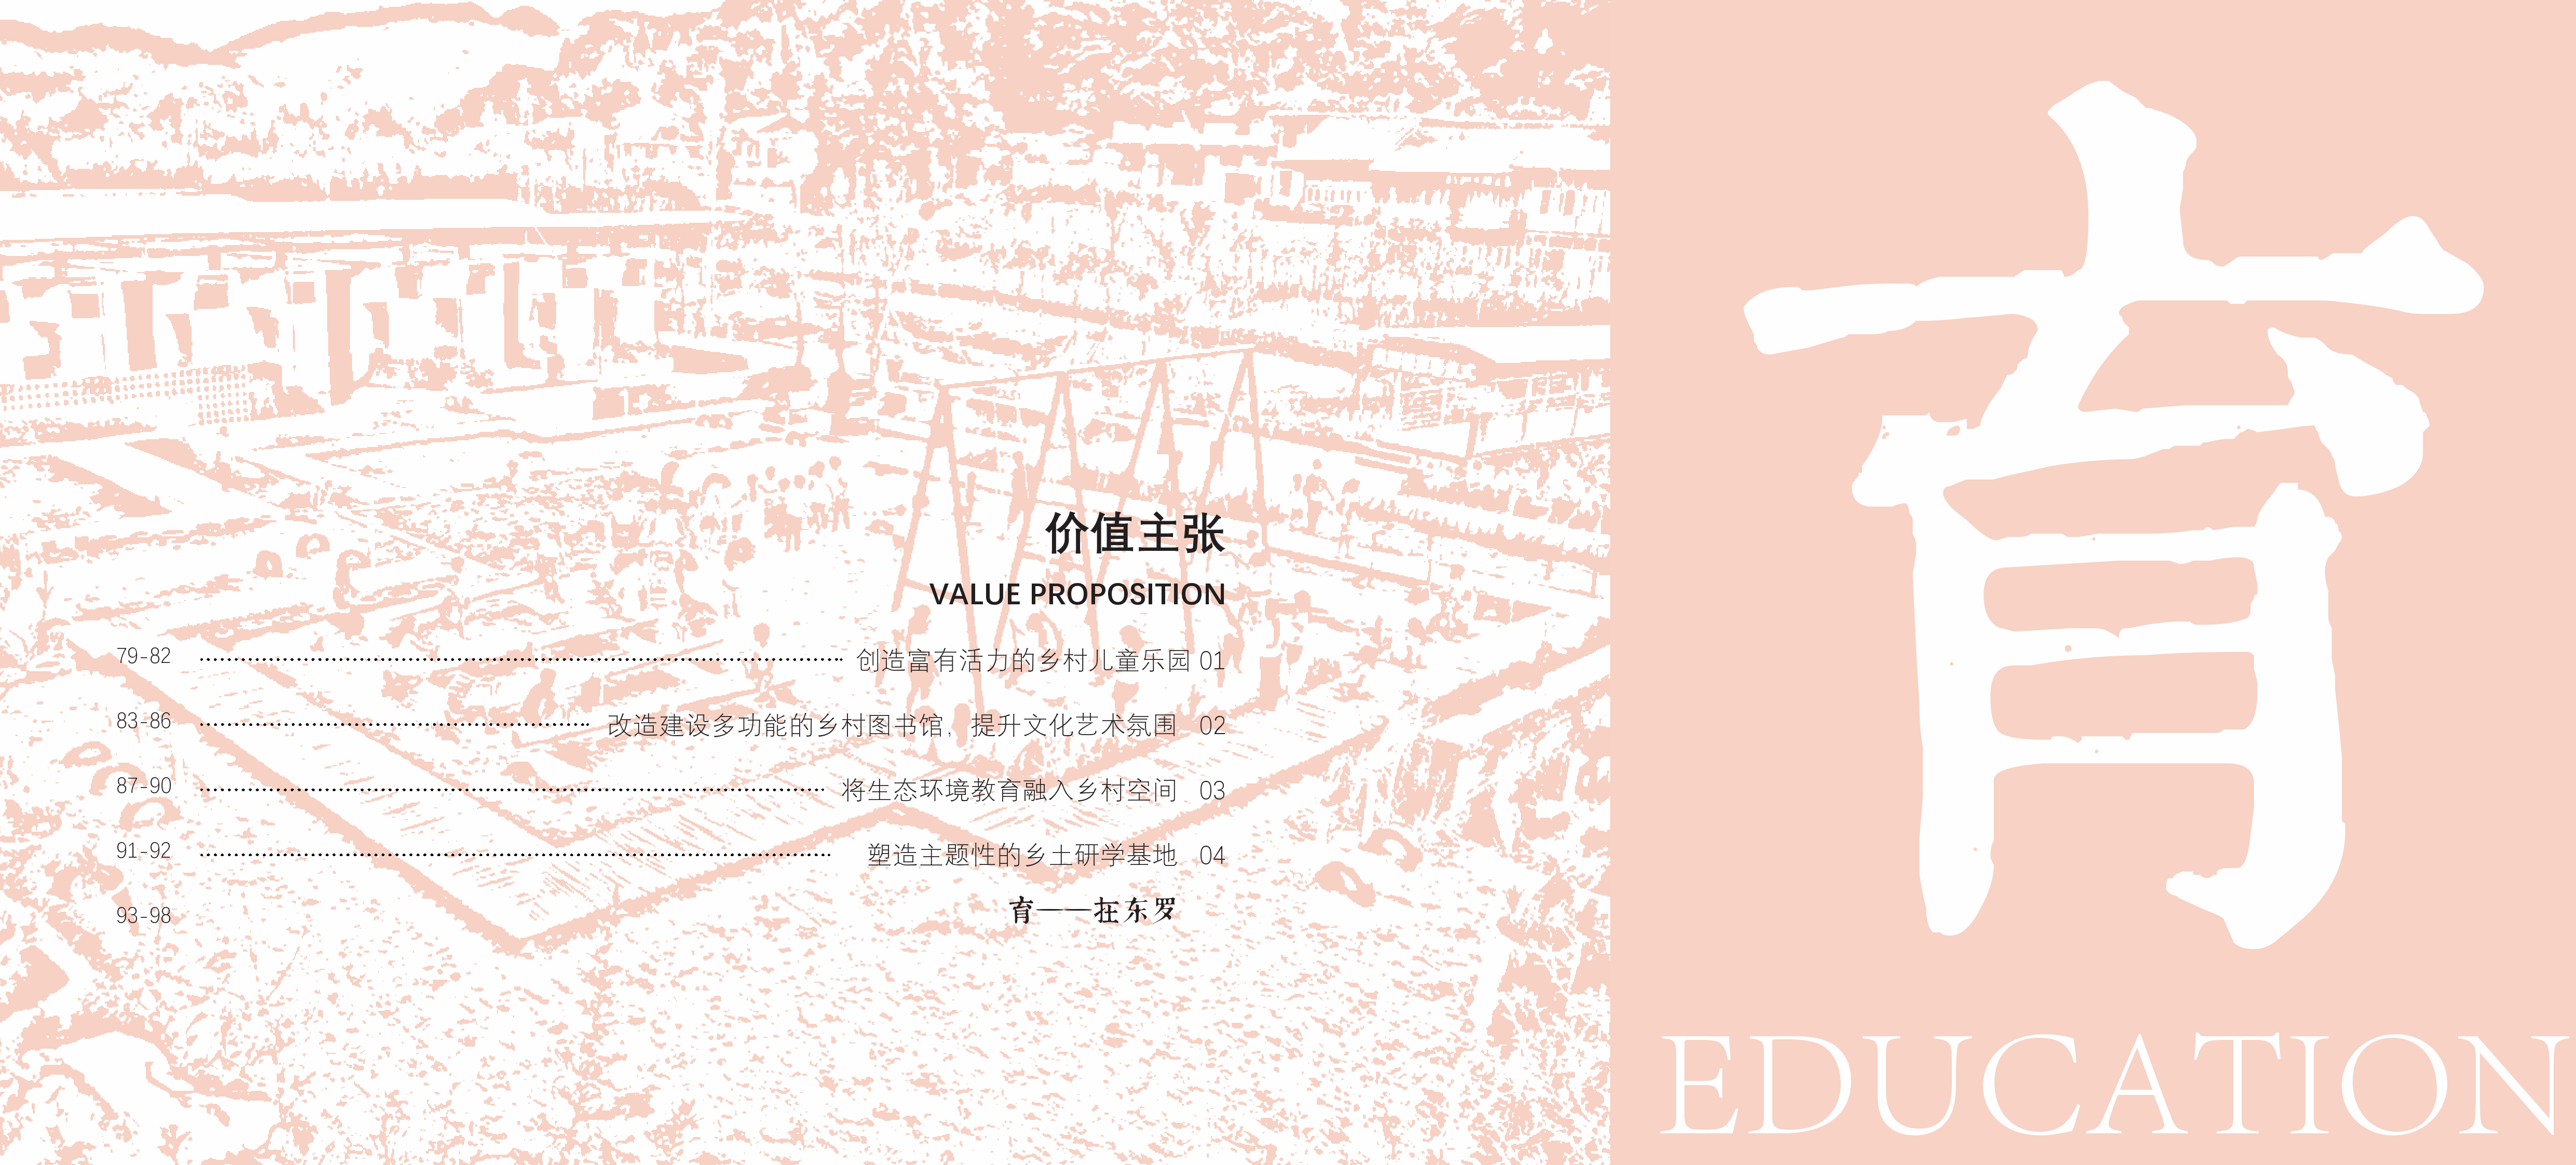 价值主张
VALUE PROPOSITION
79-82 创造富有活力的乡村儿童乐园 01
83-86 改造建设多功能的乡村图书馆，提升文化艺术氛围 02
87-90 将生态环境教育融入乡村空间 03
91-92 塑造主题性的乡土研学基地 04
93-98 育——在东罗
育
EDUCATION